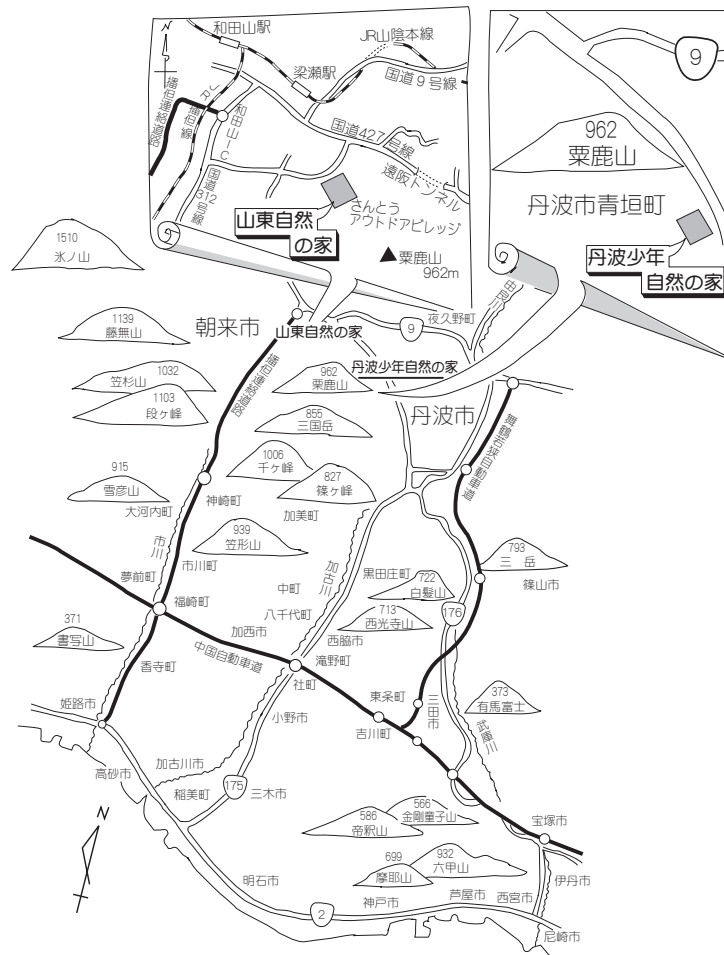 N
和田山駅
JR山陰本線
梁瀬駅
国道9号線
播但連絡道路
JR播但線
和田山IC
国道427号線
遠阪トンネル
国道312号線
さんとう
アウトドアビレッジ
山東自然
の家
粟鹿山
962m
9
962
粟鹿山
丹波市青垣町
丹波少年
自然の家
1510
氷ノ山
1139
藤無山
朝来市
山東自然の家
9
夜久野町
由良川
笠杉山
1032
1103
段ヶ峰
播但連絡道路
962
粟鹿山
丹波少年自然の家
丹波市
855
三国岳
舞鶴若狭自動車道
915
雪彦山
大河内町
神崎町
1006
千ヶ峰
827
篠ヶ峰
加美町
市川
939
笠形山
市川町
夢前町
福崎町
中町
加古川
黒田庄町
722
白髪山
793
三岳
篠山市
176
八千代町
713
西光寺山
西脇市
加西市
中国自動車道
滝野町
371
書写山
香寺町
社町
姫路市
小野市
東条町
吉川町
三田市
373
有馬富士
武庫川
高砂市
加古川市
稲美町
175
三木市
N
586
帝釈山
566
金剛童子山
宝塚市
699
摩耶山
932
六甲山
伊丹市
明石市
2
神戸市
芦屋市
西宮市
尼崎市